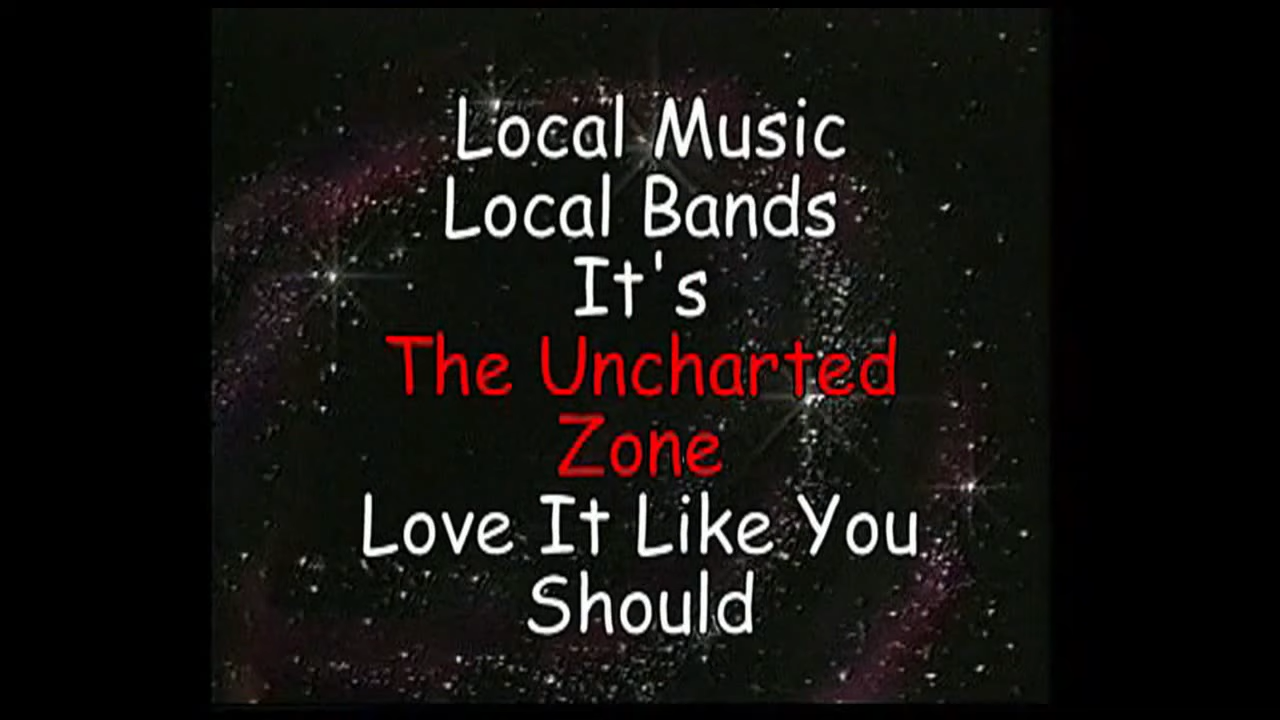 Local Music
Local Bands
It's
The Uncharted
Zone
Love It Like You
Should